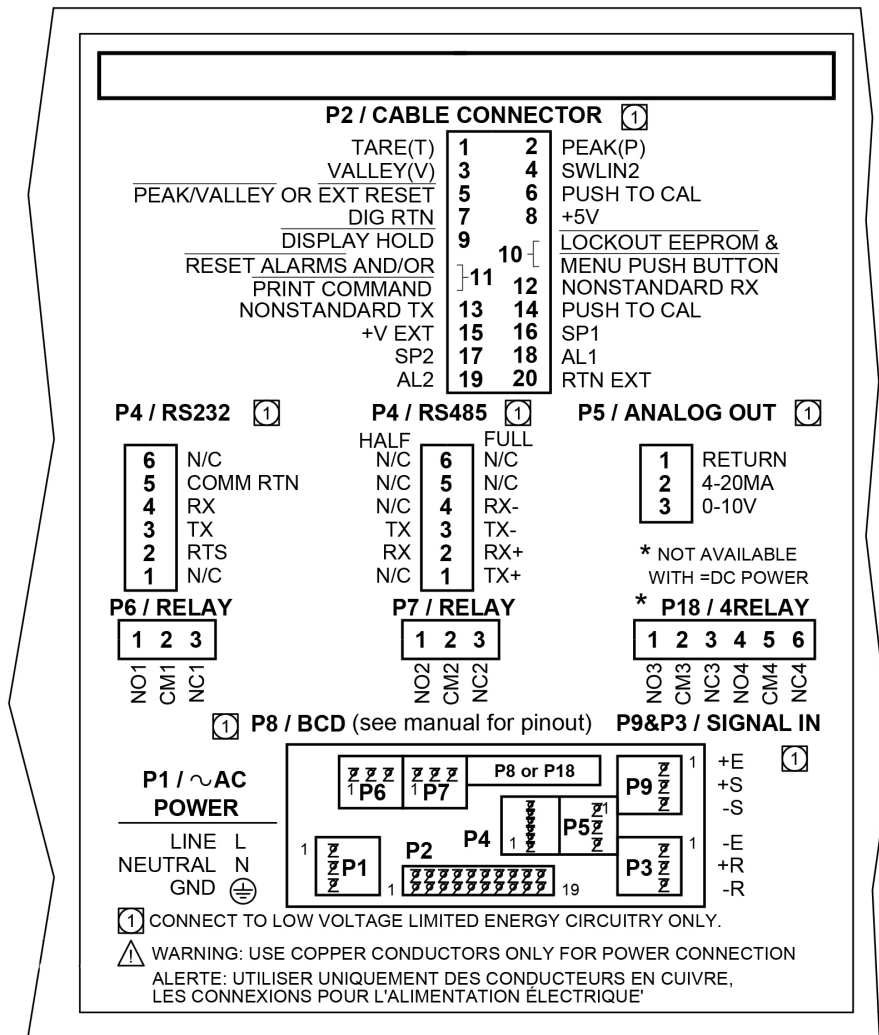 P2 / CABLE CONNECTOR 1
TARE(T) 1 2 PEAK(P)
VALLEY(V) 3 4 SWLIN2
PEAK/VALLEY OR EXT RESET 5 6 PUSH TO CAL
DIG RTN 7 8 +5V
DISPLAY HOLD 9 10 LOCKOUT EEPROM &
MENU PUSH BUTTON
RESET ALARMS AND/OR
PRINT COMMAND 11 12 NONSTANDARD RX
NONSTANDARD TX 13 14 PUSH TO CAL
+V EXT 15 16 SP1
SP2 17 18 AL1
AL2 19 20 RTN EXT
P4 / RS232 1
6 N/C
5 COMM RTN
4 RX
3 TX
2 RTS
1 N/C
P4 / RS485 1
HALF FULL
N/C 6 N/C
N/C 5 N/C
N/C 4 RX-
TX 3 TX-
RX 2 RX+
N/C 1 TX+
P5 / ANALOG OUT 1
1 RETURN
2 4-20MA
3 0-10V
* NOT AVAILABLE
WITH =DC POWER
P6 / RELAY
1 2 3
NO1 CM1 NC1
P7 / RELAY
1 2 3
NO2 CM2 NC2
* P18 / 4RELAY
1 2 3 4 5 6
NO3 CM3 NC3 NO4 CM4 NC4
1 P8 / BCD (see manual for pinout)
P9&P3 / SIGNAL IN
1
P1 / ∿AC
POWER
LINE L
NEUTRAL N
GND
1 P6
1 P7
P8 or P18
P9 1
P4 1
P5 1
1 P1
P2
1 19
P3 1
+E
+S
-S
-E
+R
-R
1 CONNECT TO LOW VOLTAGE LIMITED ENERGY CIRCUITRY ONLY.
! WARNING: USE COPPER CONDUCTORS ONLY FOR POWER CONNECTION
ALERTE: UTILISER UNIQUEMENT DES CONDUCTEURS EN CUIVRE,
LES CONNEXIONS POUR L'ALIMENTATION ÉLECTRIQUE'